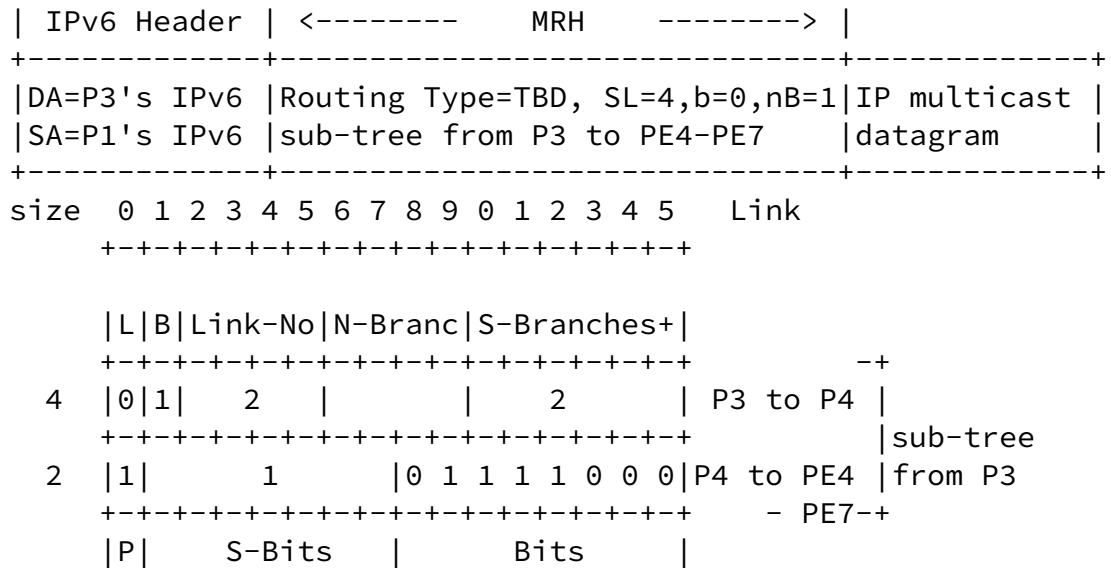 | IPv6 Header | <--------     MRH     --------> |
+-------------+-------------------------------+-------------+
|DA=P3's IPv6 |Routing Type=TBD, SL=4,b=0,nB=1|IP multicast |
|SA=P1's IPv6 |sub-tree from P3 to PE4-PE7    |datagram     |
+-------------+-------------------------------+-------------+
size  0 1 2 3 4 5 6 7 8 9 0 1 2 3 4 5   Link
     +-+-+-+-+-+-+-+-+-+-+-+-+-+-+-+-+
     |L|B|Link-No|N-Branc|S-Branches+|
     +-+-+-+-+-+-+-+-+-+-+-+-+-+-+-+-+         -+
  4  |0|1|   2   |       |     2     | P3 to P4 |
     +-+-+-+-+-+-+-+-+-+-+-+-+-+-+-+-+          |sub-tree
  2  |1|      1      |0 1 1 1 1 0 0 0|P4 to PE4 |from P3
     +-+-+-+-+-+-+-+-+-+-+-+-+-+-+-+-+    - PE7-+
     |P|    S-Bits   |      Bits     |